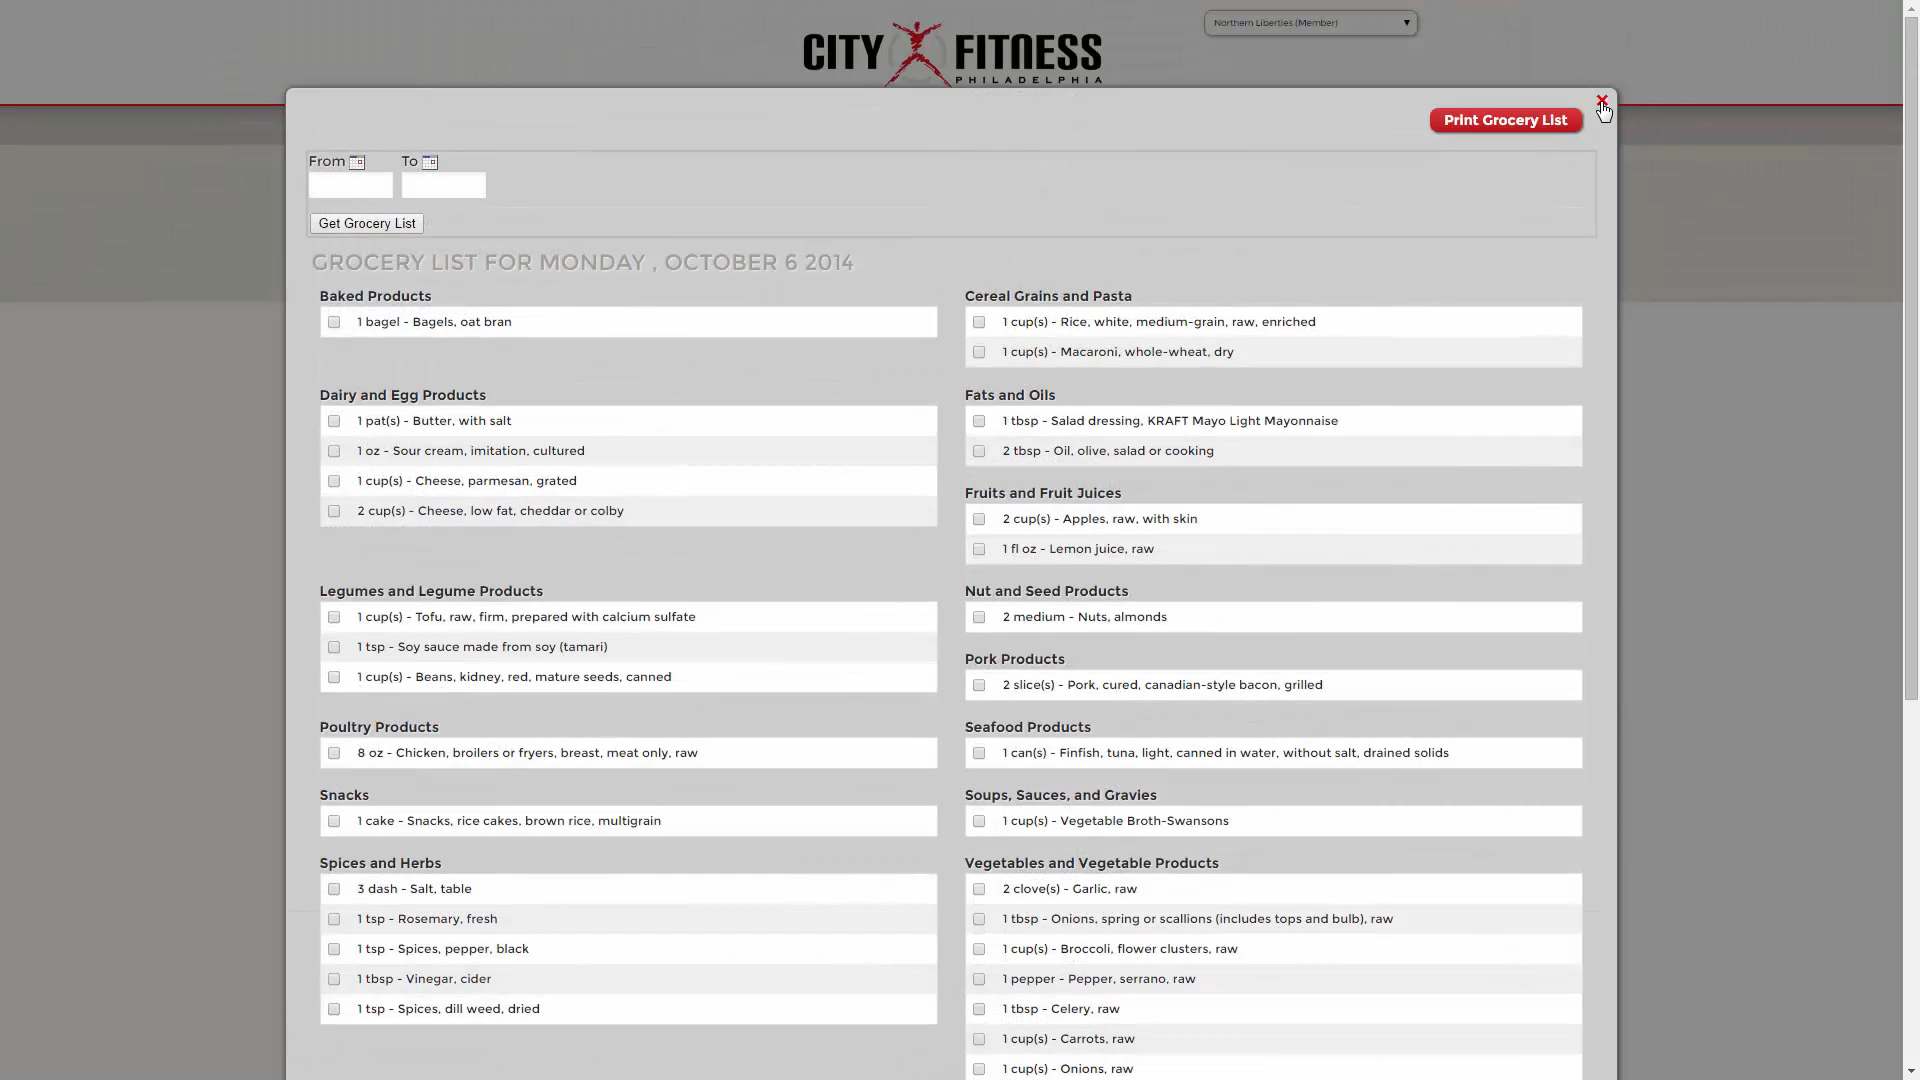 Northern Liberties (Member)
CITY FITNESS
PHILADELPHIA
Print Grocery List
From To
Get Grocery List
GROCERY LIST FOR MONDAY , OCTOBER 6 2014
Baked Products
1 bagel - Bagels, oat bran
Cereal Grains and Pasta
1 cup(s) - Rice, white, medium-grain, raw, enriched
1 cup(s) - Macaroni, whole-wheat, dry
Dairy and Egg Products
1 pat(s) - Butter, with salt
1 oz - Sour cream, imitation, cultured
1 cup(s) - Cheese, parmesan, grated
2 cup(s) - Cheese, low fat, cheddar or colby
Fats and Oils
1 tbsp - Salad dressing, KRAFT Mayo Light Mayonnaise
2 tbsp - Oil, olive, salad or cooking
Fruits and Fruit Juices
2 cup(s) - Apples, raw, with skin
1 fl oz - Lemon juice, raw
Legumes and Legume Products
1 cup(s) - Tofu, raw, firm, prepared with calcium sulfate
1 tsp - Soy sauce made from soy (tamari)
1 cup(s) - Beans, kidney, red, mature seeds, canned
Nut and Seed Products
2 medium - Nuts, almonds
Pork Products
2 slice(s) - Pork, cured, canadian-style bacon, grilled
Poultry Products
8 oz - Chicken, broilers or fryers, breast, meat only, raw
Seafood Products
1 can(s) - Finfish, tuna, light, canned in water, without salt, drained solids
Snacks
1 cake - Snacks, rice cakes, brown rice, multigrain
Soups, Sauces, and Gravies
1 cup(s) - Vegetable Broth-Swansons
Spices and Herbs
3 dash - Salt, table
1 tsp - Rosemary, fresh
1 tsp - Spices, pepper, black
1 tbsp - Vinegar, cider
1 tsp - Spices, dill weed, dried
Vegetables and Vegetable Products
2 clove(s) - Garlic, raw
1 tbsp - Onions, spring or scallions (includes tops and bulb), raw
1 cup(s) - Broccoli, flower clusters, raw
1 pepper - Pepper, serrano, raw
1 tbsp - Celery, raw
1 cup(s) - Carrots, raw
1 cup(s) - Onions, raw